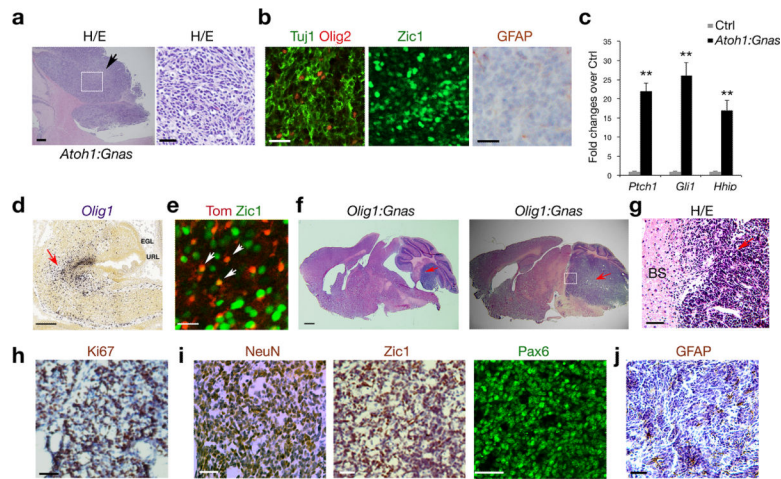 a
H/E
H/E
Atoh1:Gnas
b
Tuj1 Olig2
Zic1
GFAP
c
Ctrl
Atoh1:Gnas
Fold changes over Ctrl
35
30
25
20
15
10
5
0
**
**
**
Ptch1
Gli1
Hhip
d
Olig1
EGL
URL
e
Tom Zic1
f
Olig1:Gnas
Olig1:Gnas
g
H/E
BS
h
Ki67
i
NeuN
Zic1
Pax6
j
GFAP